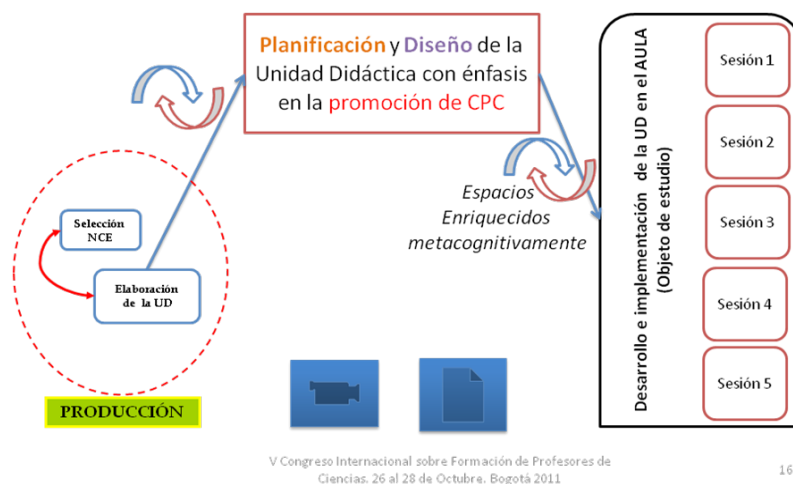 Planificación y Diseño de la
Unidad Didáctica con énfasis
en la promoción de CPC
Espacios
Enriquecidos
metacognitivamente
Selección
NCE
Elaboración
de la UD
PRODUCCIÓN
Desarrollo e implementación de la UD en el AULA
(Objeto de estudio)
Sesión 1
Sesión 2
Sesión 3
Sesión 4
Sesión 5
V Congreso Internacional sobre Formación de Profesores de
Ciencias. 26 al 28 de Octubre. Bogotá 2011
16